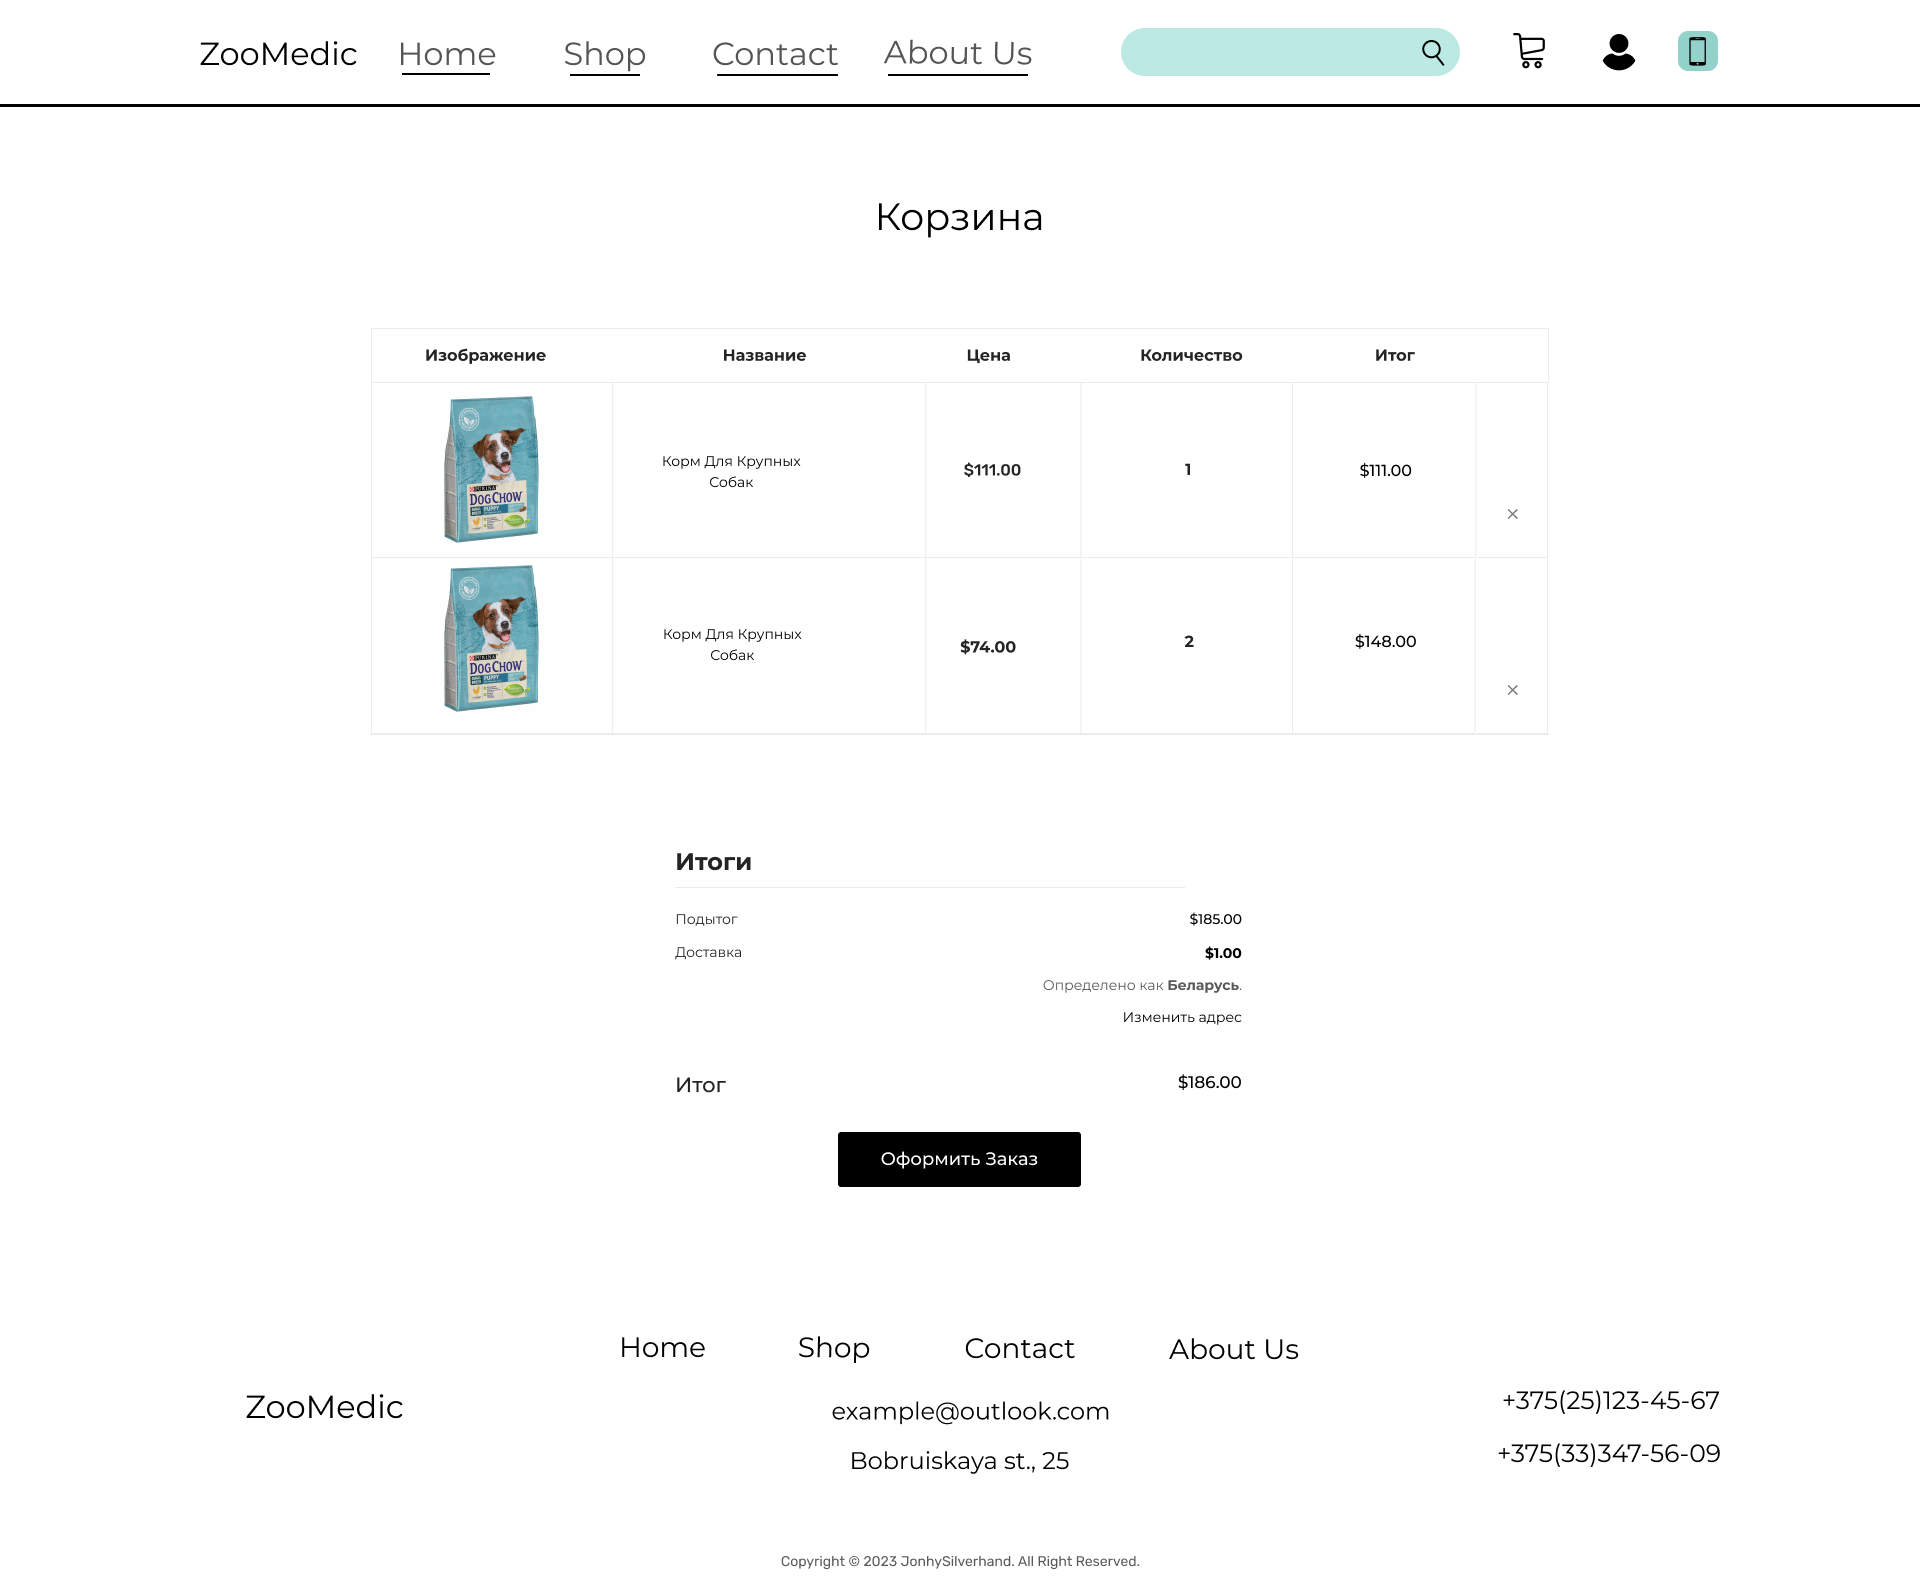 ZooMedic Home Shop Contact About Us
Корзина
Изображение Название Цена Количество Итог
PURINA
DOG CHOW
PUPPY
Корм Для Крупных
Собак
$111.00 1 $111.00
×
PURINA
DOG CHOW
PUPPY
Корм Для Крупных
Собак
$74.00 2 $148.00
×
Итоги
Подытог $185.00
Доставка $1.00
Определено как Беларусь.
Изменить адрес
Итог $186.00
Оформить Заказ
Home Shop Contact About Us
ZooMedic
example@outlook.com
Bobruiskaya st., 25
+375(25)123-45-67
+375(33)347-56-09
Copyright © 2023 JonhySilverhand. All Right Reserved.